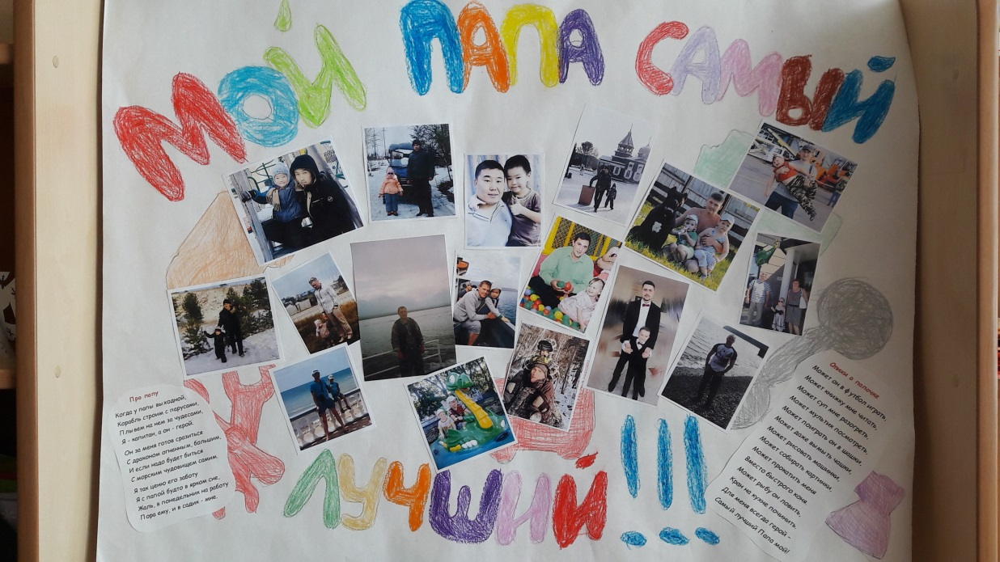 МОЙ ПАПА САМЫЙ
ЛУЧШИЙ!!!
Про папу
Когда у папы выходной,
Корабль строим с парусами,
Плывем на нем за чудесами,
Я - капитан, а он - герой.
Он за меня готов сразиться
С драконом огненным, большим,
И если надо будет биться
С морским чудовищем самим.
Я так ценю его заботу
Я с папой будто в ярком сне,
Жаль, в понедельник на работу
Пора ему, и в садик - мне.
Стихи о папочке
Может он в футбол играть,
Может книжку мне читать,
Может суп мне разогреть,
Может мультик посмотреть,
Может поиграть он в шашки
Может даже вымыть чашки,
Может рисовать машинки,
Может собирать картинки,
Может прокатить меня
Вместо быстрого коня
Может рыбу он ловить,
Кран на кухне починить.
Для меня всегда герой -
Самый лучший Папа мой!